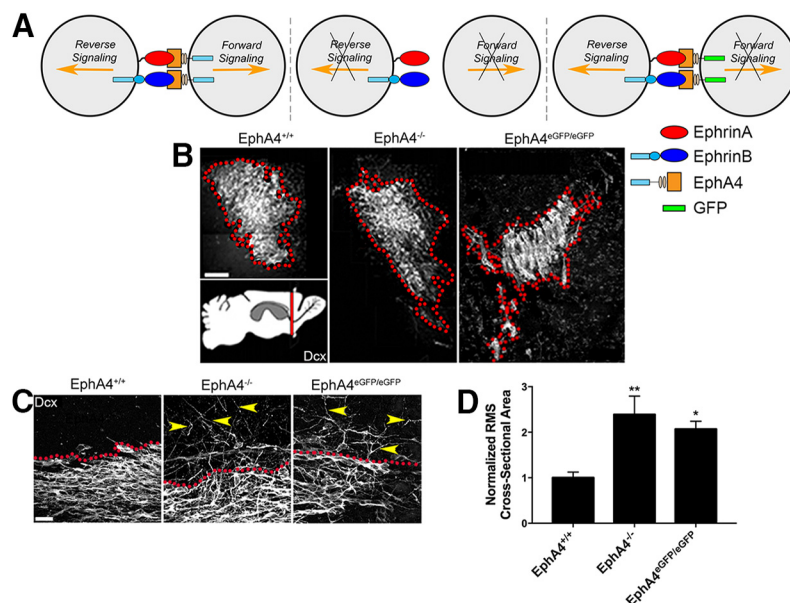 A
Reverse Signaling
Forward Signaling
Reverse Signaling
Forward Signaling
Reverse Signaling
Forward Signaling
EphrinA
EphrinB
EphA4
GFP
B
EphA4+/+
EphA4-/-
EphA4eGFP/eGFP
Dcx
C
EphA4+/+
EphA4-/-
EphA4eGFP/eGFP
Dcx
D
Normalized RMS
Cross-Sectional Area
3
2
1
0
**
*
EphA4+/+
EphA4-/-
EphA4eGFP/eGFP